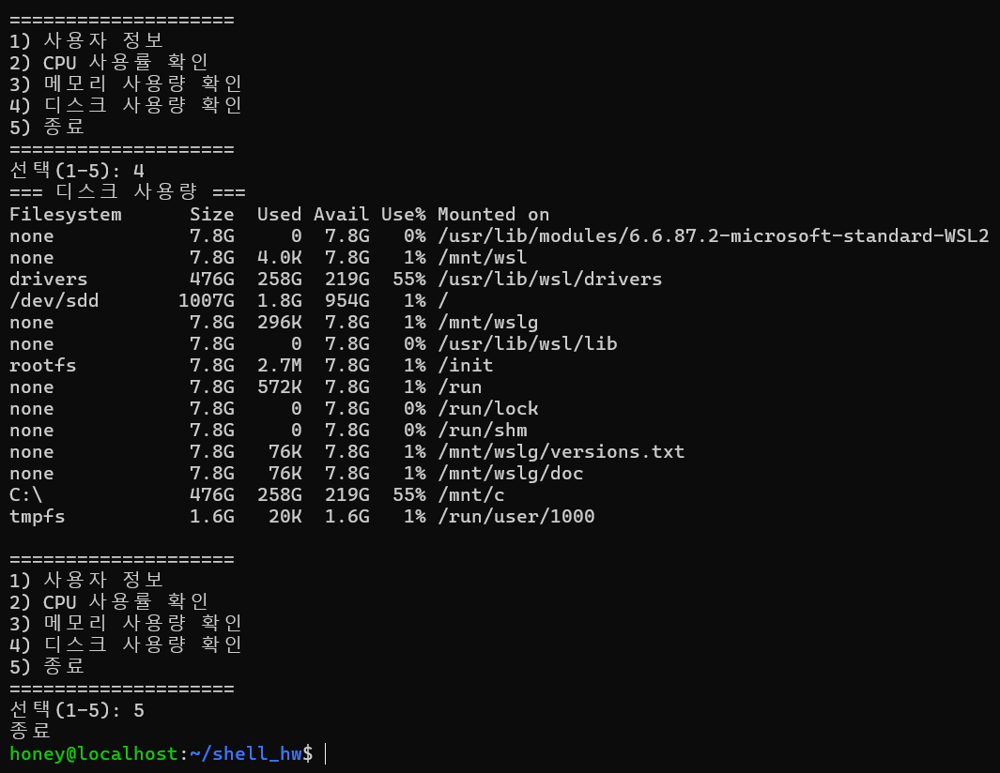 ====================
1) 사용자 정보
2) CPU 사용률 확인
3) 메모리 사용량 확인
4) 디스크 사용량 확인
5) 종료
====================
선택(1-5): 4
=== 디스크 사용량 ===
Filesystem      Size  Used Avail Use% Mounted on
none            7.8G     0  7.8G   0% /usr/lib/modules/6.6.87.2-microsoft-standard-WSL2
none            7.8G  4.0K  7.8G   1% /mnt/wsl
drivers         476G  258G  219G  55% /usr/lib/wsl/drivers
/dev/sdd       1007G  1.8G  954G   1% /
none            7.8G  296K  7.8G   1% /mnt/wslg
none            7.8G     0  7.8G   0% /usr/lib/wsl/lib
rootfs          7.8G  2.7M  7.8G   1% /init
none            7.8G  572K  7.8G   1% /run
none            7.8G     0  7.8G   0% /run/lock
none            7.8G     0  7.8G   0% /run/shm
none            7.8G   76K  7.8G   1% /mnt/wslg/versions.txt
none            7.8G   76K  7.8G   1% /mnt/wslg/doc
C:\             476G  258G  219G  55% /mnt/c
tmpfs           1.6G   20K  1.6G   1% /run/user/1000
====================
1) 사용자 정보
2) CPU 사용률 확인
3) 메모리 사용량 확인
4) 디스크 사용량 확인
5) 종료
====================
선택(1-5): 5
종료
honey@localhost:~/shell_hw$